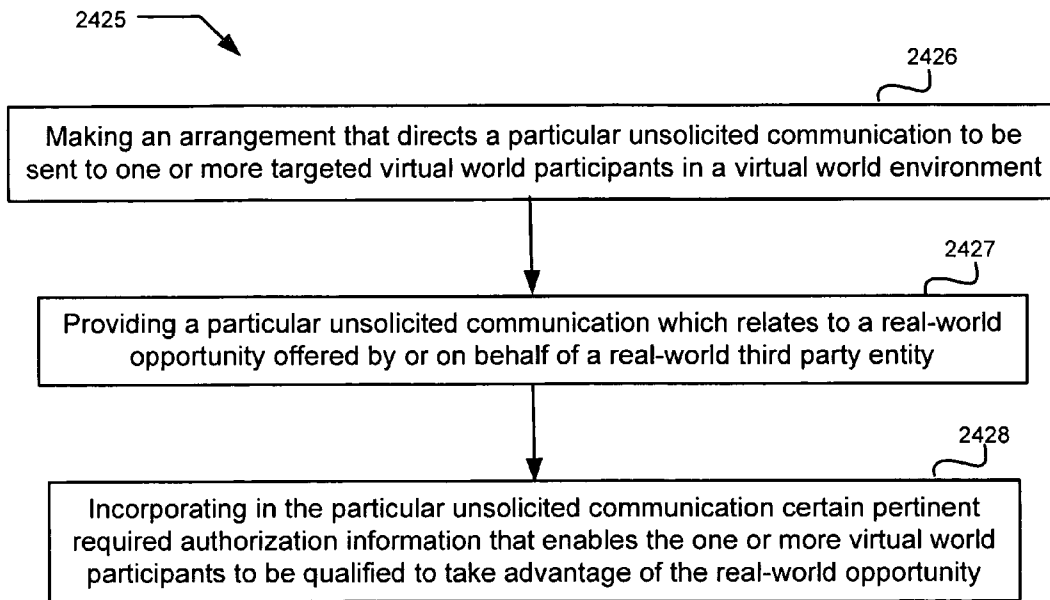 2425
2426
Making an arrangement that directs a particular unsolicited communication to be
sent to one or more targeted virtual world participants in a virtual world environment
2427
Providing a particular unsolicited communication which relates to a real-world
opportunity offered by or on behalf of a real-world third party entity
2428
Incorporating in the particular unsolicited communication certain pertinent
required authorization information that enables the one or more virtual world
participants to be qualified to take advantage of the real-world opportunity